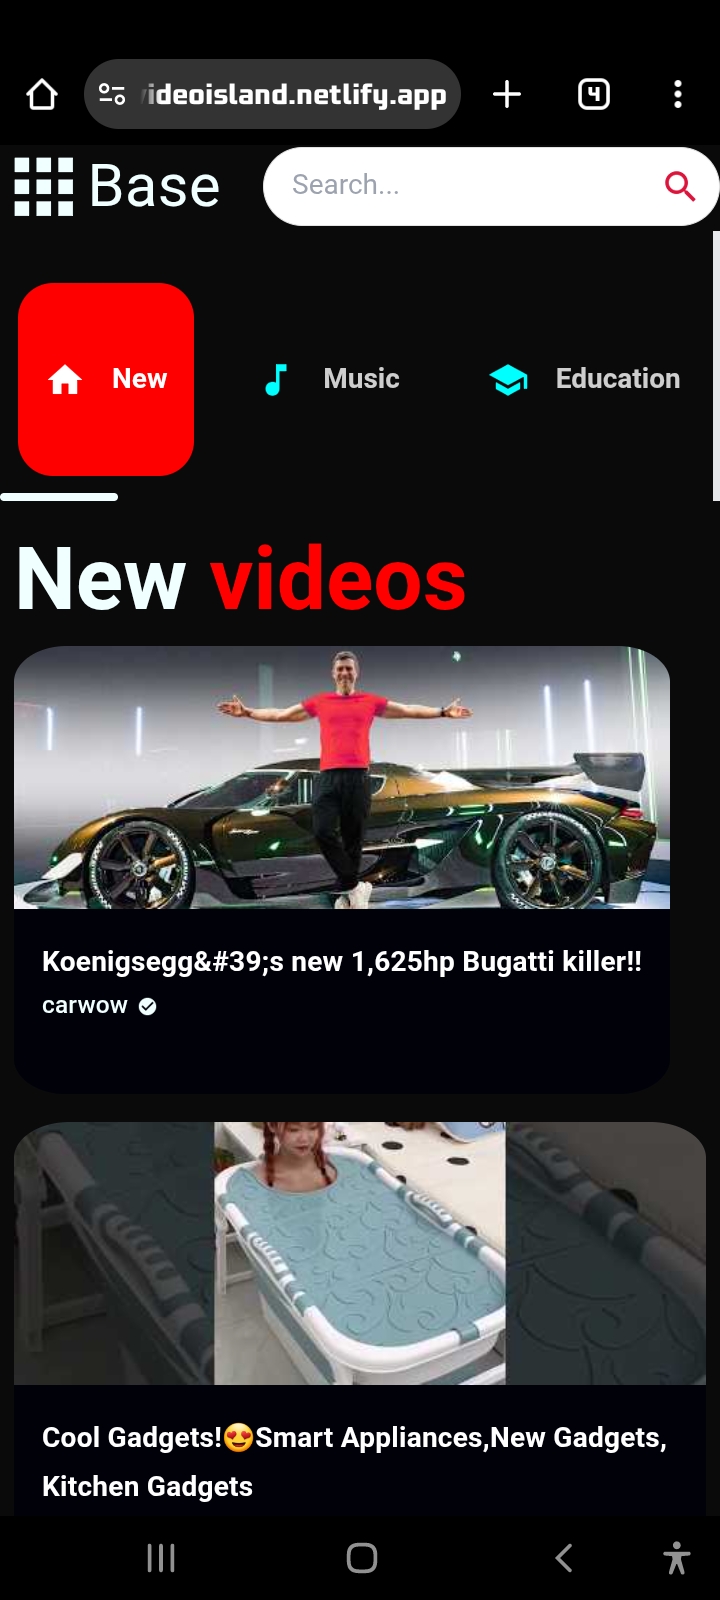 ideoisland.netlify.app
4
Base
Search...
New
Music
Education
New videos
Koenigsegg&#39;s new 1,625hp Bugatti killer!!
carwow
Cool Gadgets!😍Smart Appliances,New Gadgets,
Kitchen Gadgets